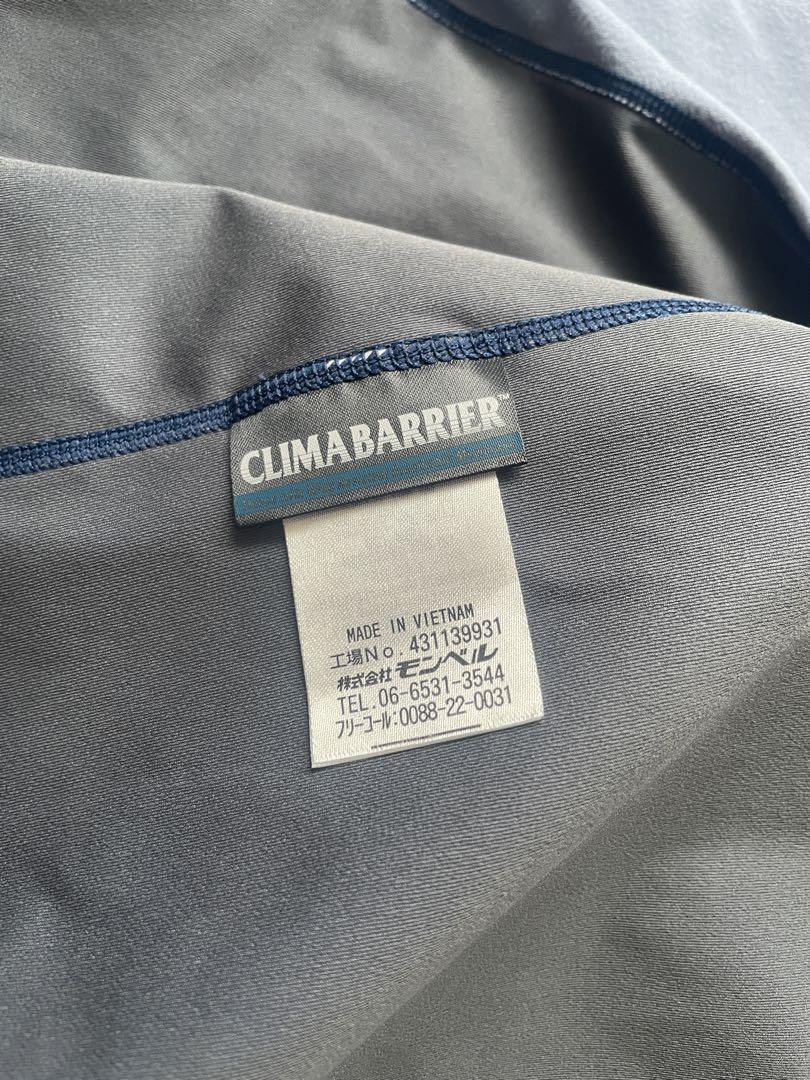 CLIMABARRIER™
MADE IN VIETNAM
工場No. 431139931
株式会社 モンベル
TEL.06-6531-3544
フリーコール:0088-22-0031